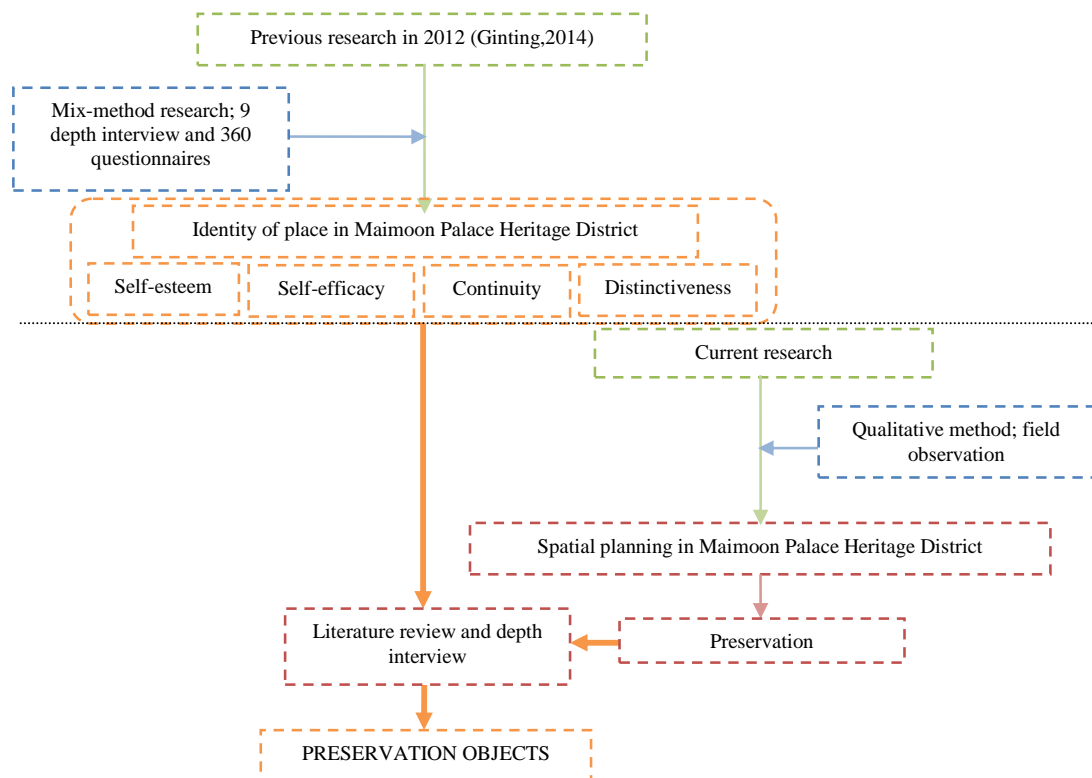 Previous research in 2012 (Ginting,2014)
Mix-method research; 9
depth interview and 360
questionnaires
Identity of place in Maimoon Palace Heritage District
Self-esteem
Self-efficacy
Continuity
Distinctiveness
Current research
Qualitative method; field
observation
Spatial planning in Maimoon Palace Heritage District
Literature review and depth
interview
Preservation
PRESERVATION OBJECTS